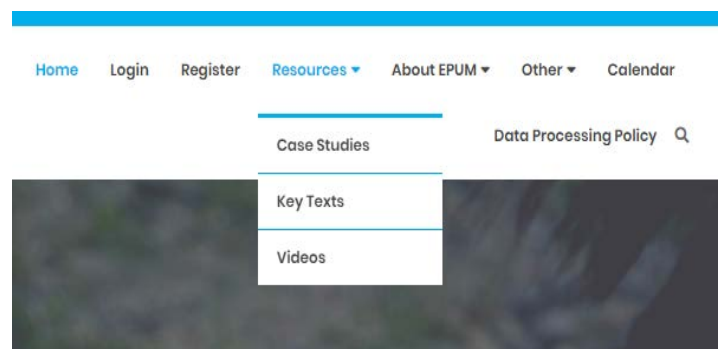 Home Login Register Resources About EPUM Other Calendar
Case Studies Data Processing Policy
Key Texts
Videos